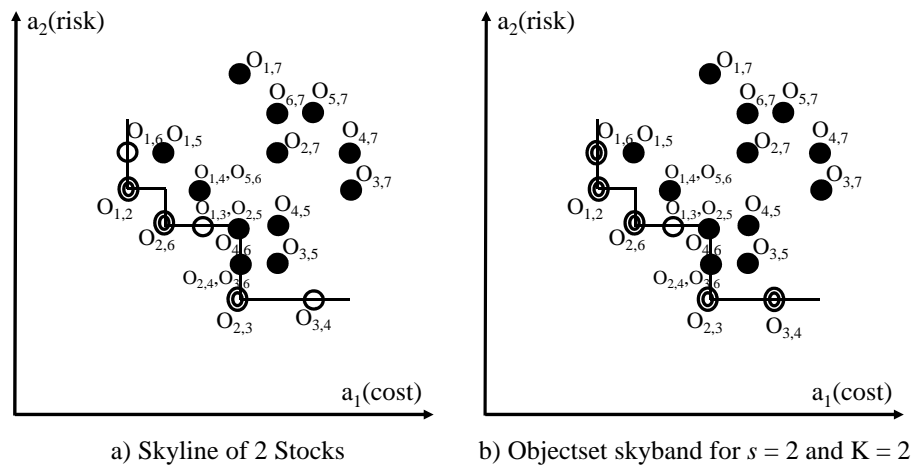 a₂(risk)
O₁,₇
O₆,₇ O₅,₇
O₁,₆ O₁,₅
O₂,₇
O₄,₇
O₁,₄, O₅,₆
O₃,₇
O₁,₂
O₁,₃, O₂,₅
O₄,₅
O₂,₆
O₄,₆
O₃,₅
O₂,₄, O₃,₆
O₂,₃
O₃,₄
a₁(cost)
a) Skyline of 2 Stocks
a₂(risk)
O₁,₇
O₆,₇ O₅,₇
O₁,₆ O₁,₅
O₂,₇
O₄,₇
O₁,₄, O₅,₆
O₃,₇
O₁,₂
O₁,₃, O₂,₅
O₄,₅
O₂,₆
O₄,₆
O₃,₅
O₂,₄, O₃,₆
O₂,₃
O₃,₄
a₁(cost)
b) Objectset skyband for s = 2 and K = 2